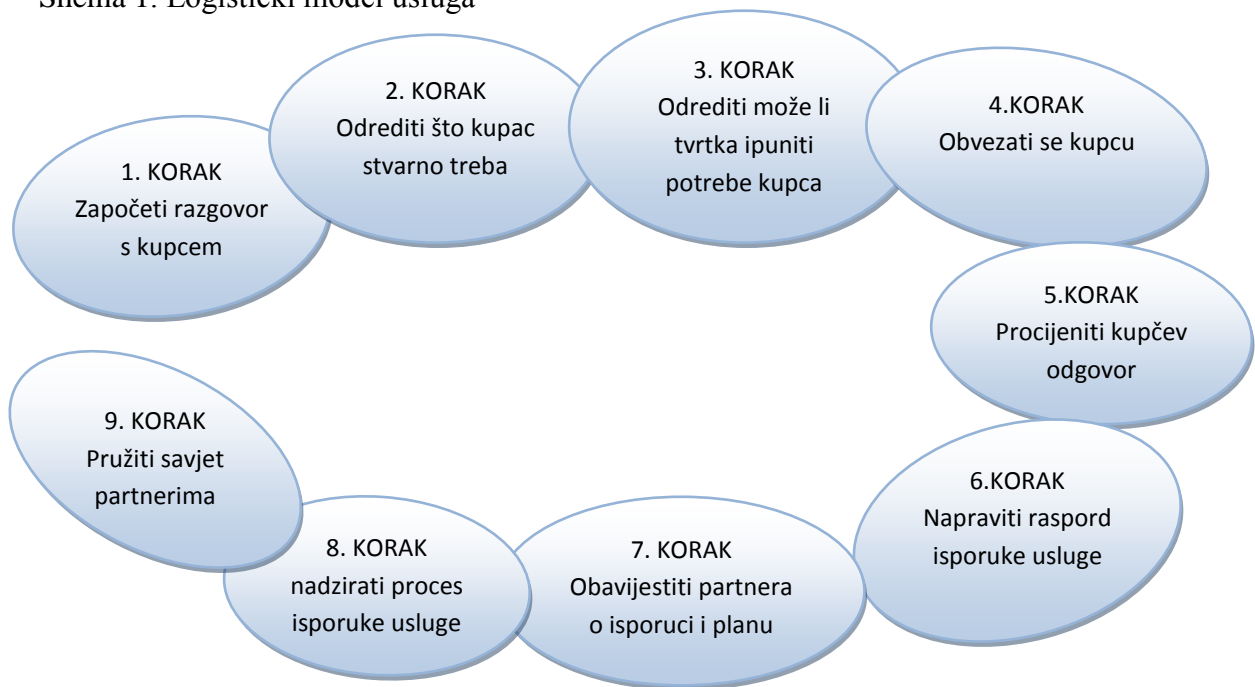 Shema 1: Logistički model usluga
1. KORAK
Započeti razgovor
s kupcem
2. KORAK
Odrediti što kupac
stvarno treba
3. KORAK
Odrediti može li
tvrtka ipuniti
potrebe kupca
4.KORAK
Obvezati se kupcu
5.KORAK
Procijeniti kupčev
odgovor
6.KORAK
Napraviti raspord
isporuke usluge
7. KORAK
Obavijestiti partnera
o isporuci i planu
8. KORAK
nadzirati proces
isporuke usluge
9. KORAK
Pružiti savjet
partnerima